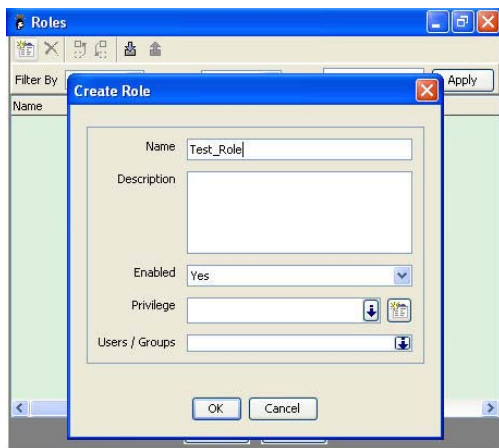 Roles
Filter By
Apply
Name
Create Role
Name
Test_Role
Description
Enabled
Yes
Privilege
Users / Groups
OK
Cancel